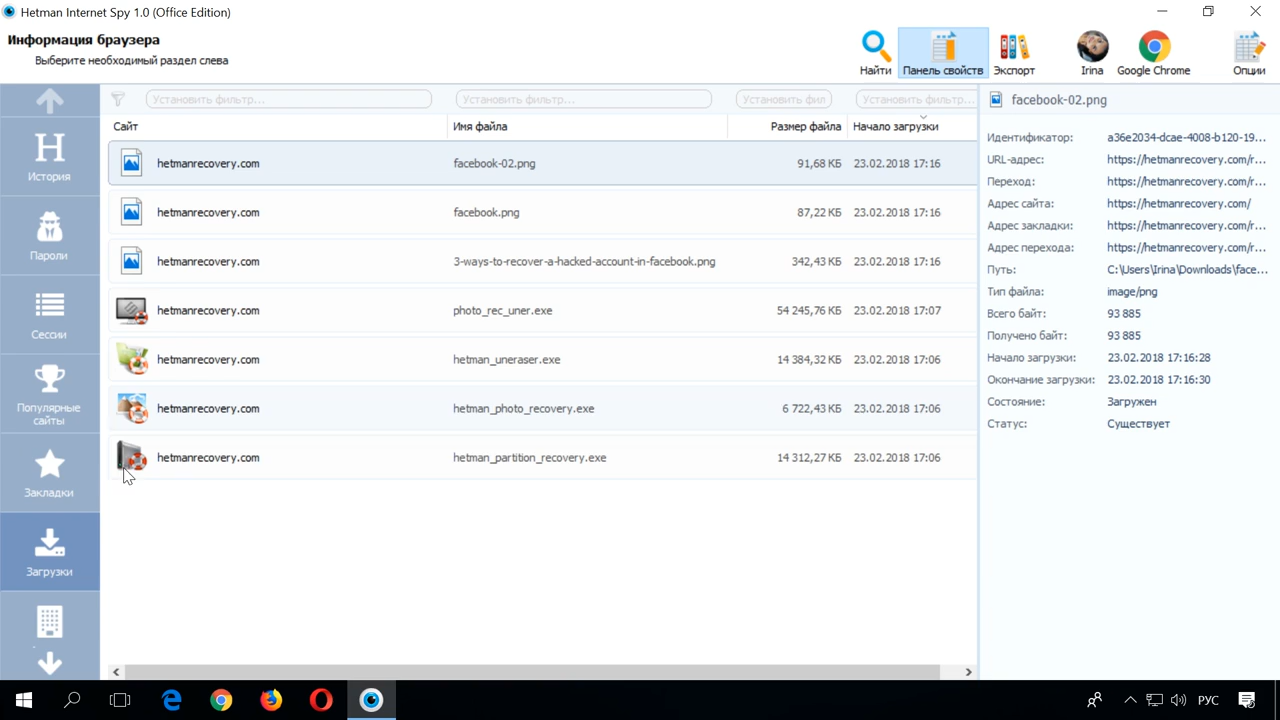 Hetman Internet Spy 1.0 (Office Edition)
Информация браузера
Выберите необходимый раздел слева
Найти
Панель свойств
Экспорт
Irina
Google Chrome
Опции
История
Пароли
Сессии
Популярные
сайты
Закладки
Загрузки
Установить фильтр...
Установить фильтр...
Установить фил
Установить фильтр...
Сайт
Имя файла
Размер файла
Начало загрузки
hetmanrecovery.com
facebook-02.png
91,68 КБ
23.02.2018 17:16
hetmanrecovery.com
facebook.png
87,22 КБ
23.02.2018 17:16
hetmanrecovery.com
3-ways-to-recover-a-hacked-account-in-facebook.png
342,43 КБ
23.02.2018 17:16
hetmanrecovery.com
photo_rec_uner.exe
54 245,76 КБ
23.02.2018 17:07
hetmanrecovery.com
hetman_uneraser.exe
14 384,32 КБ
23.02.2018 17:06
hetmanrecovery.com
hetman_photo_recovery.exe
6 722,43 КБ
23.02.2018 17:06
hetmanrecovery.com
hetman_partition_recovery.exe
14 312,27 КБ
23.02.2018 17:06
facebook-02.png
Идентификатор: a36e2034-dcae-4008-b120-19...
URL-адрес: https://hetmanrecovery.com/r...
Переход: https://hetmanrecovery.com/r...
Адрес сайта: https://hetmanrecovery.com/
Адрес закладки: https://hetmanrecovery.com/r...
Адрес перехода: https://hetmanrecovery.com/r...
Путь: C:\Users\Irina\Downloads\face...
Тип файла: image/png
Всего байт: 93 885
Получено байт: 93 885
Начало загрузки: 23.02.2018 17:16:28
Окончание загрузки: 23.02.2018 17:16:30
Состояние: Загружен
Статус: Существует
РУС